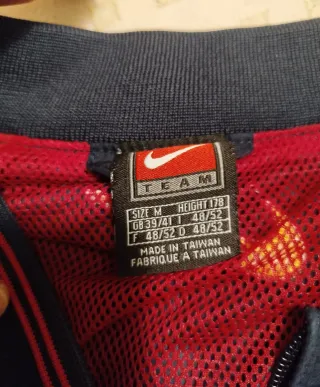 TEAM
SIZE M HEIGHT 178
GB 39/41 I 48/52
F 48/52 D 48/52
MADE IN TAIWAN
FABRIQUE A TAIWAN